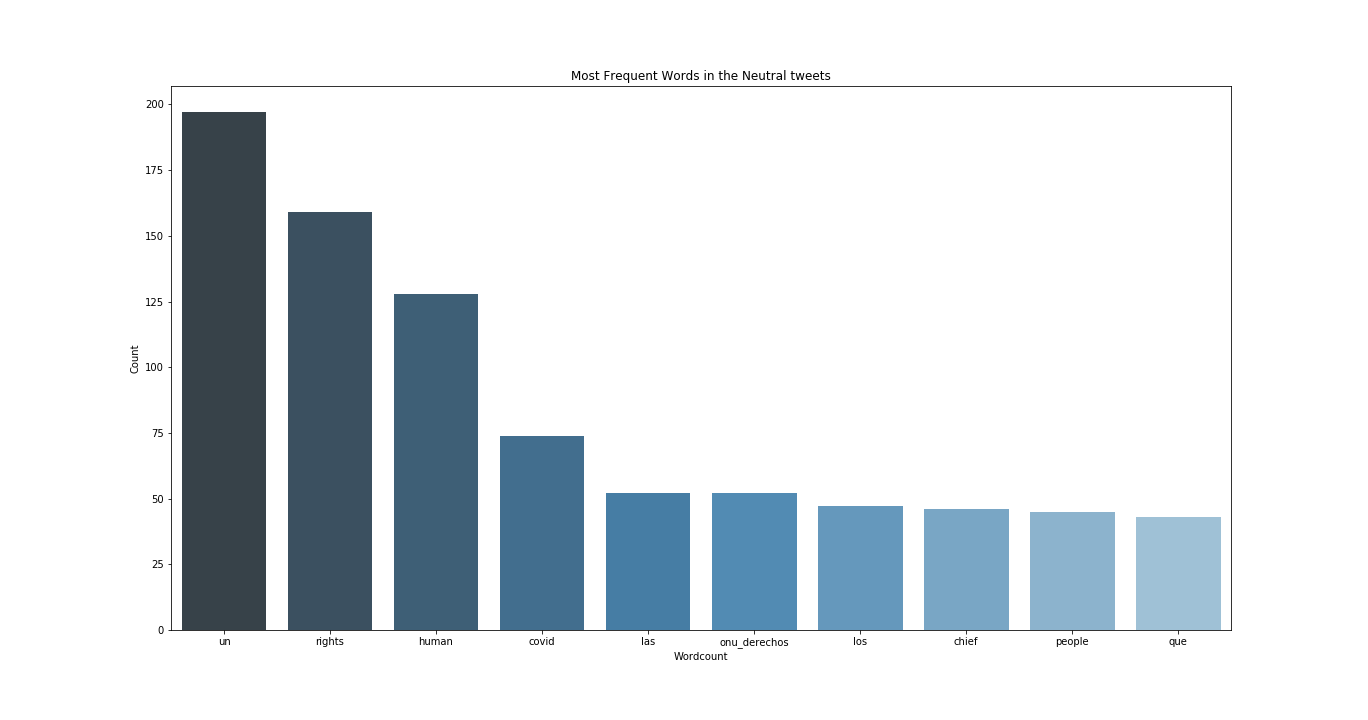 Most Frequent Words in the Neutral tweets
200
175
150
125
100
75
50
25
0
Count
un rights human covid las onu_derechos los chief people que
Wordcount